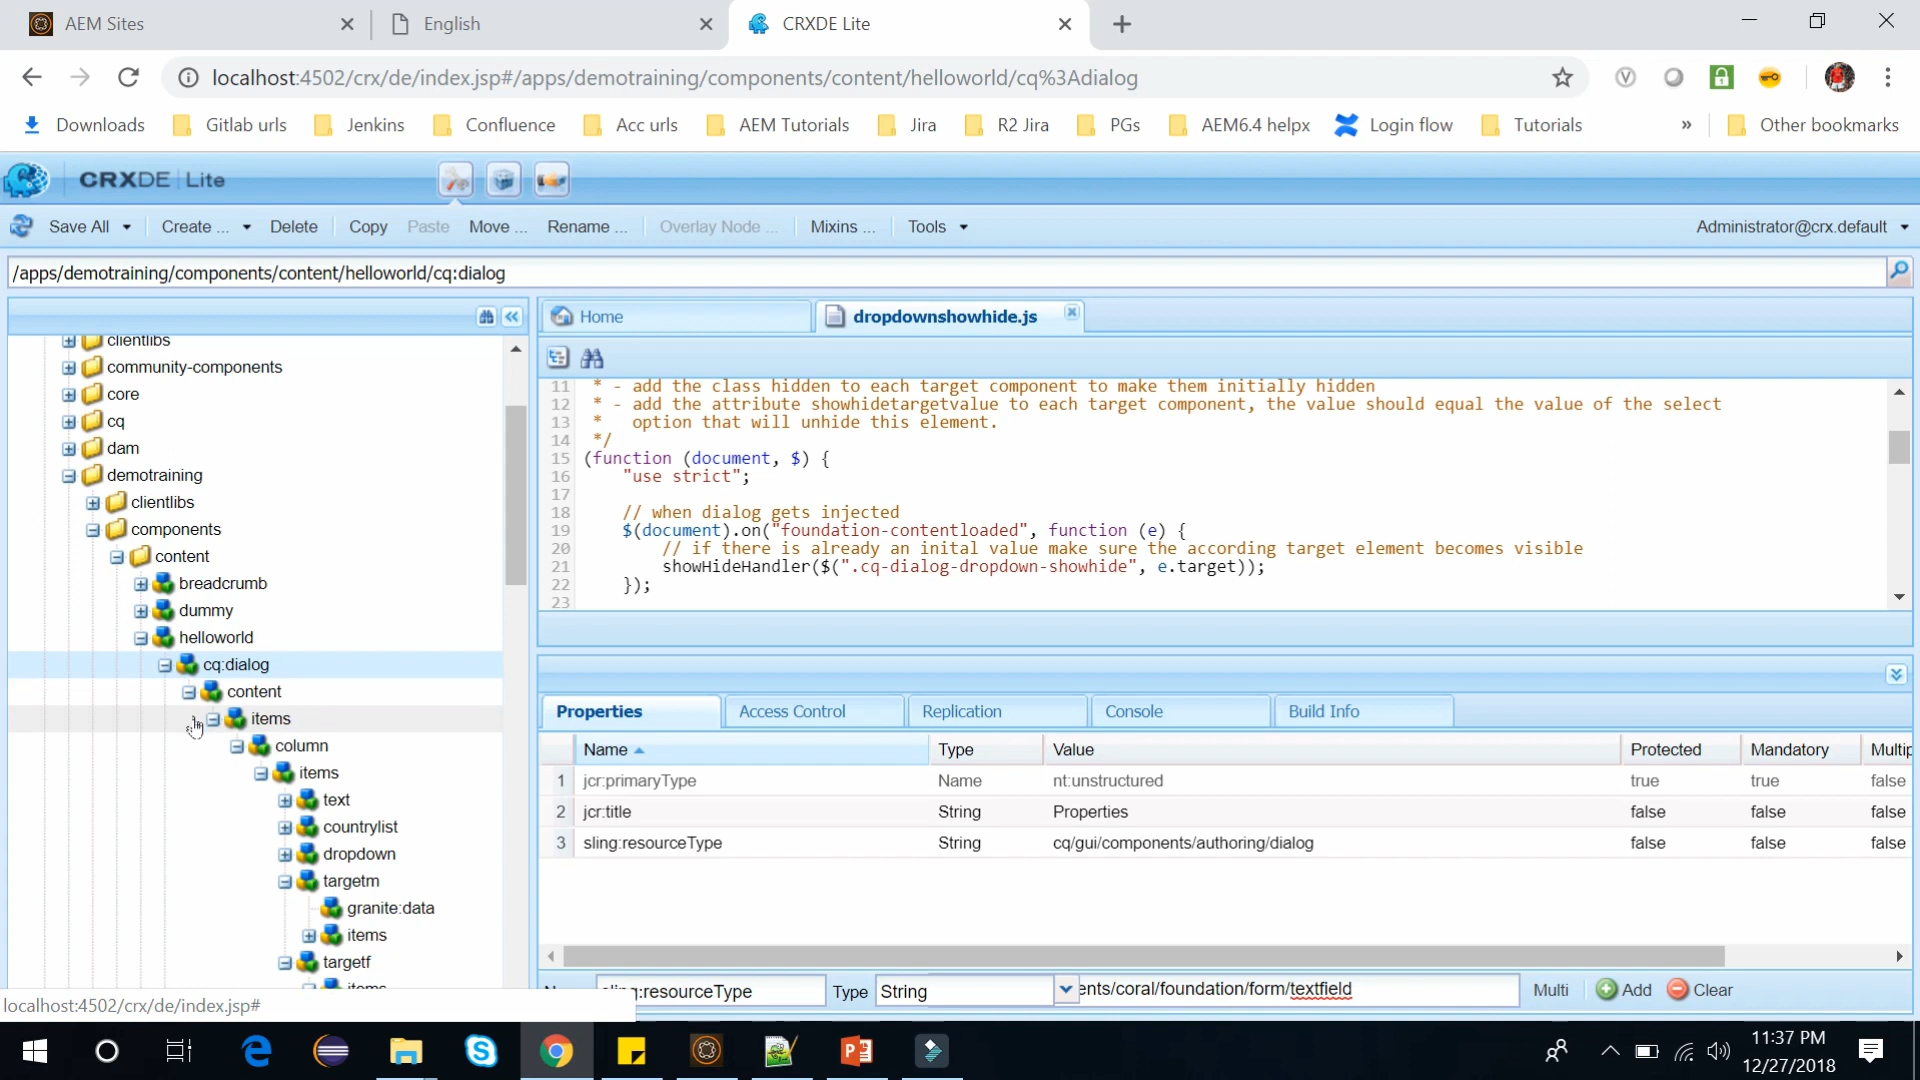 AEM Sites
English
CRXDE Lite
localhost:4502/crx/de/index.jsp#/apps/demotraining/components/content/helloworld/cq%3Adialog
Downloads
Gitlab urls
Jenkins
Confluence
Acc urls
AEM Tutorials
Jira
R2 Jira
PGs
AEM6.4 helpx
Login flow
Tutorials
»
Other bookmarks
CRXDE Lite
Save All
Create ...
Delete
Copy
Paste
Move ...
Rename ...
Overlay Node ...
Mixins ...
Tools
Administrator@crx.default
/apps/demotraining/components/content/helloworld/cq:dialog
clientlibs
community-components
core
cq
dam
demotraining
clientlibs
components
content
breadcrumb
dummy
helloworld
cq:dialog
content
items
column
items
text
countrylist
dropdown
targetm
granite:data
items
targetf
items
localhost:4502/crx/de/index.jsp#
Home
dropdownshowhide.js
11 * - add the class hidden to each target component to make them initially hidden
12 * - add the attribute showhidetargetvalue to each target component, the value should equal the value of the select
13 *   option that will unhide this element.
14 */
15 (function (document, $) {
16     "use strict";
17
18     // when dialog gets injected
19     $(document).on("foundation-contentloaded", function (e) {
20         // if there is already an inital value make sure the according target element becomes visible
21         showHideHandler($(".cq-dialog-dropdown-showhide", e.target));
22     });
23
Properties
Access Control
Replication
Console
Build Info
Name Type Value Protected Mandatory Multip
1 jcr:primaryType Name nt:unstructured true true false
2 jcr:title String Properties false false false
3 sling:resourceType String cq/gui/components/authoring/dialog false false false
sling:resourceType Type String ents/coral/foundation/form/textfield Multi Add Clear
11:37 PM
12/27/2018